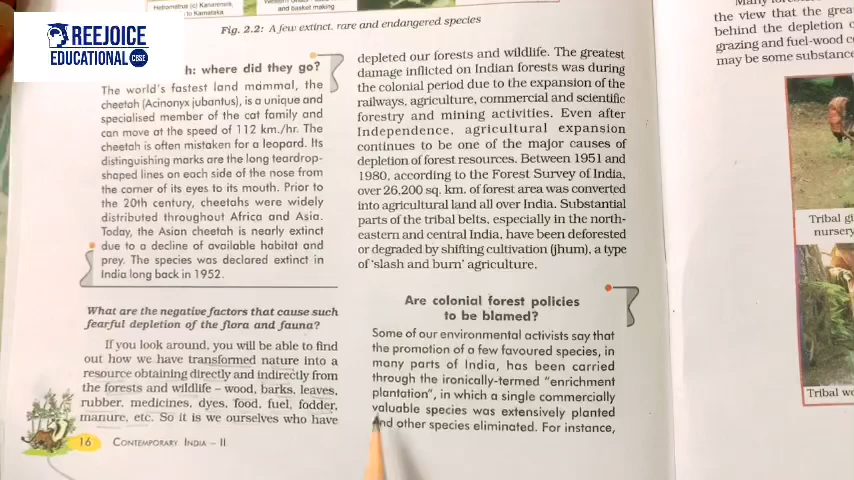 REEJOICE
EDUCATIONAL CBSE
Hetrometrus (c) Kanarensis,
to Karnataka
and basket making
Fig. 2.2: A few extinct, rare and endangered species
h: where did they go?
The world's fastest land mammal, the
cheetah (Acinonyx jubantus), is a unique and
specialised member of the cat family and
can move at the speed of 112 km./hr. The
cheetah is often mistaken for a leopard. Its
distinguishing marks are the long teardrop-
shaped lines on each side of the nose from
the corner of its eyes to its mouth. Prior to
the 20th century, cheetahs were widely
distributed throughout Africa and Asia.
Today, the Asian cheetah is nearly extinct
due to a decline of available habitat and
prey. The species was declared extinct in
India long back in 1952.
What are the negative factors that cause such
fearful depletion of the flora and fauna?
If you look around, you will be able to find
out how we have transformed nature into a
resource obtaining directly and indirectly from
the forests and wildlife – wood, barks, leaves,
rubber, medicines, dyes, food, fuel, fodder,
manure, etc. So it is we ourselves who have
16 CONTEMPORARY INDIA – II
depleted our forests and wildlife. The greatest
damage inflicted on Indian forests was during
the colonial period due to the expansion of the
railways, agriculture, commercial and scientific
forestry and mining activities. Even after
Independence, agricultural expansion
continues to be one of the major causes of
depletion of forest resources. Between 1951 and
1980, according to the Forest Survey of India,
over 26,200 sq. km. of forest area was converted
into agricultural land all over India. Substantial
parts of the tribal belts, especially in the north-
eastern and central India, have been deforested
or degraded by shifting cultivation (jhum), a type
of 'slash and burn' agriculture.
Are colonial forest policies
to be blamed?
Some of our environmental activists say that
the promotion of a few favoured species, in
many parts of India, has been carried
through the ironically-termed "enrichment
plantation", in which a single commercially
valuable species was extensively planted
and other species eliminated. For instance,
the view that the grea
behind the depletion o
grazing and fuel-wood c
may be some substance
Tribal gi
nursery
Tribal wo